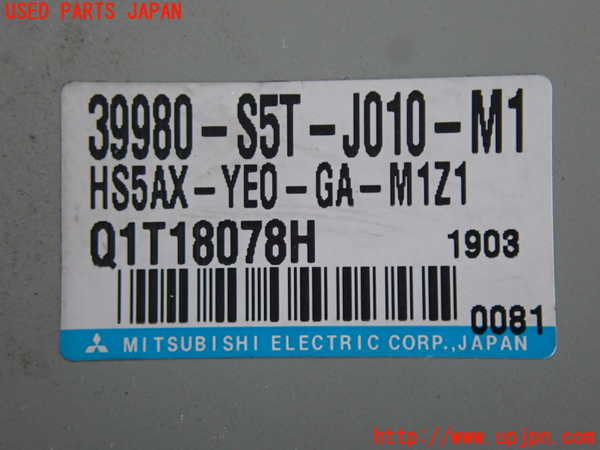 USED PARTS JAPAN
39980-S5T-J010-M1
HS5AX-YE0-GA-M1Z1
Q1T18078H 1903
0081
MITSUBISHI ELECTRIC CORP.,JAPAN
http://www.upjpn.com/